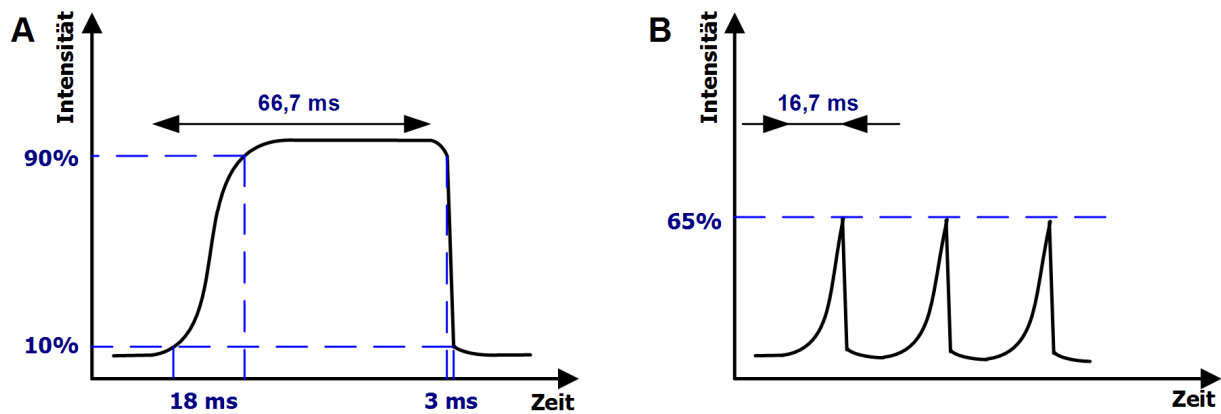 A
Intensität
66,7 ms
90%
10%
18 ms
3 ms
Zeit
B
Intensität
16,7 ms
65%
Zeit